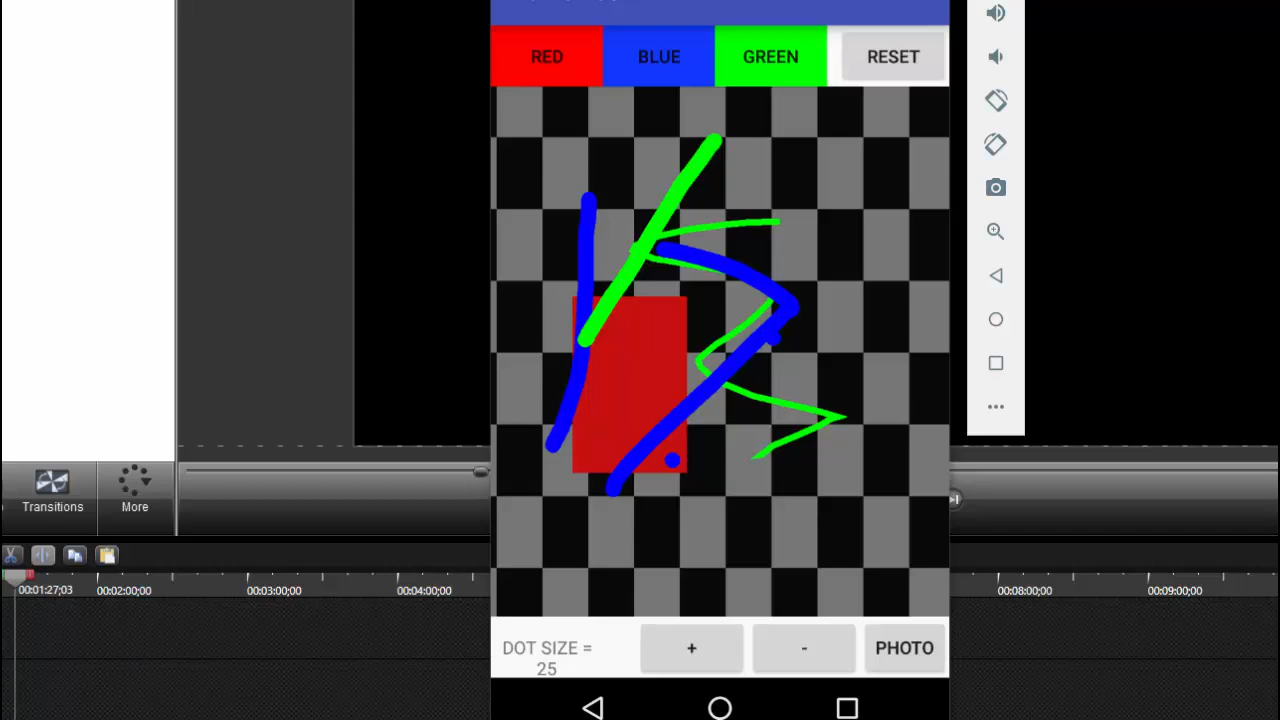 RED BLUE GREEN RESET
DOT SIZE =
25
+ - PHOTO
Transitions More
00:01:27;03 00:02:00;00 00:03:00;00 00:04:00;00 00:08:00;00 00:09:00;00